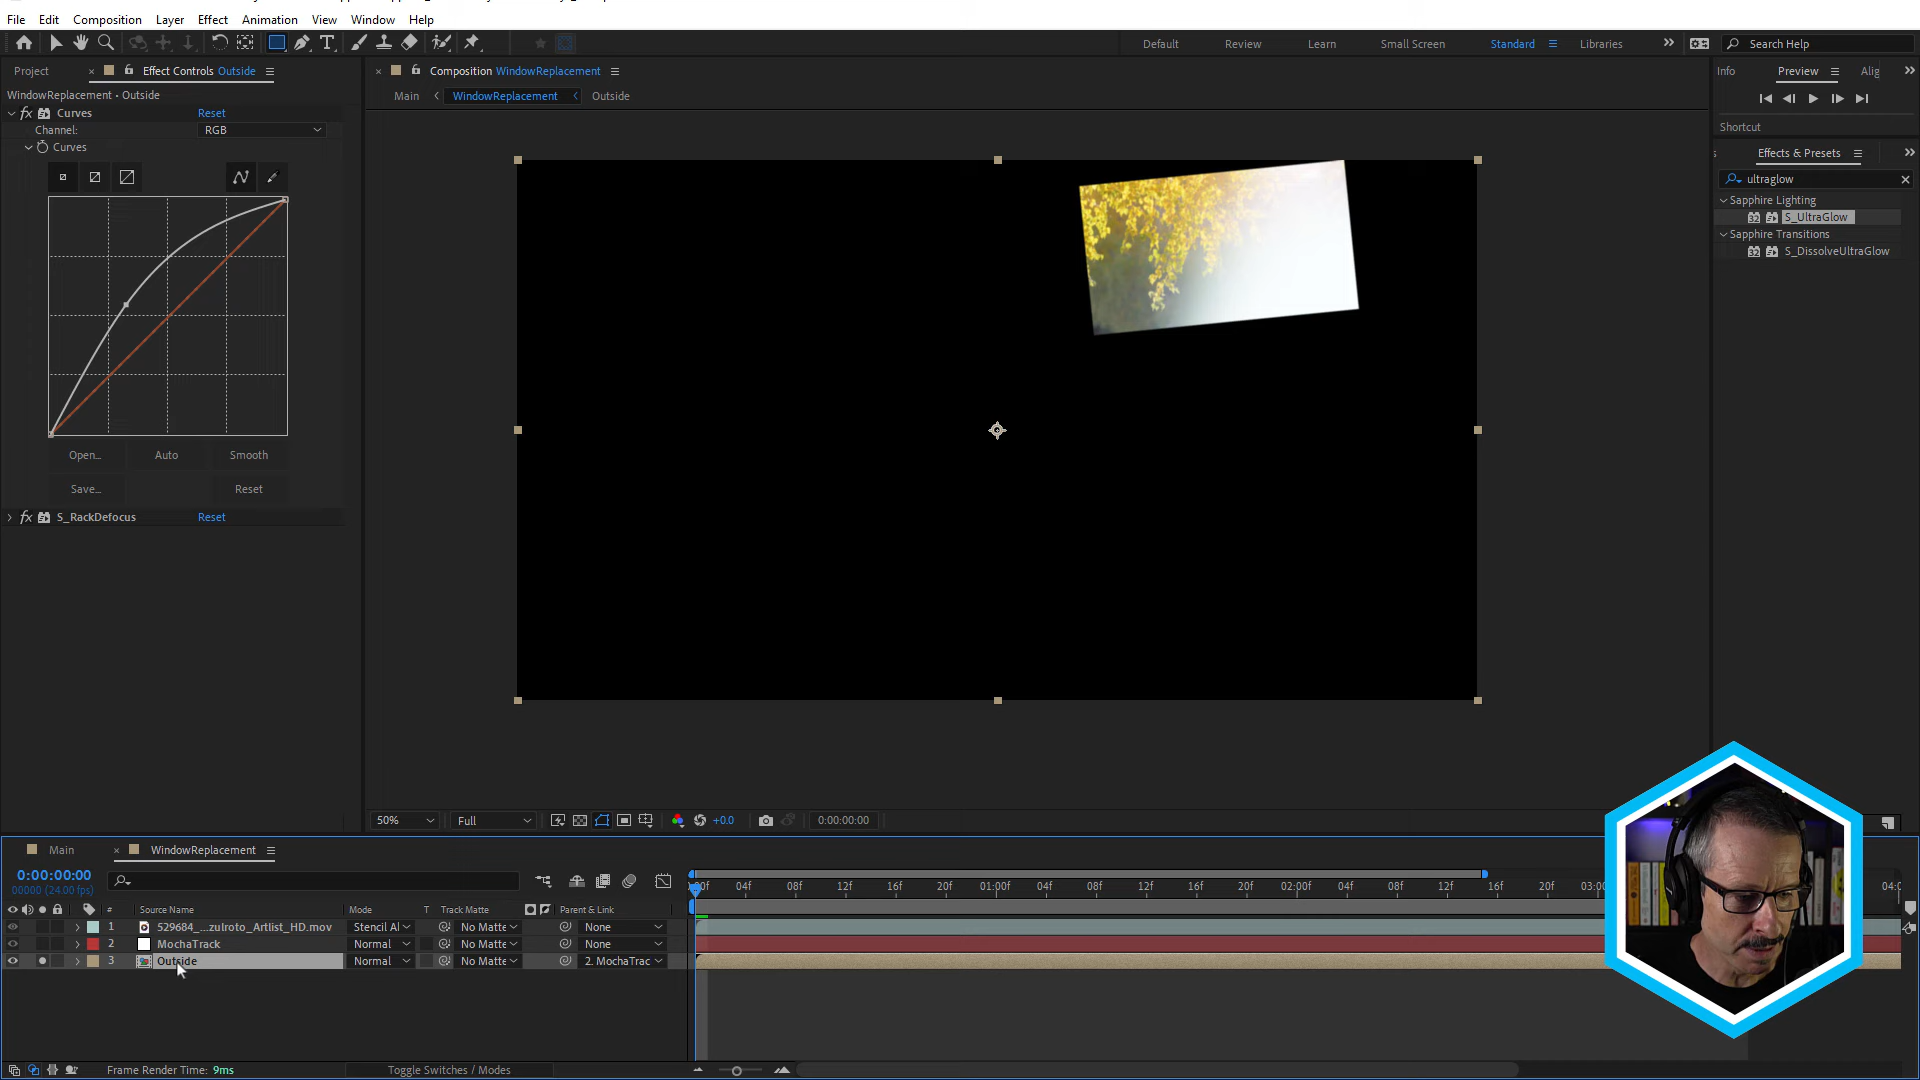 File Edit Composition Layer Effect Animation View Window Help
Default Review Learn Small Screen Standard Libraries Search Help
Project Effect Controls Outside
Composition WindowReplacement
Info Preview Alig
WindowReplacement • Outside
Main WindowReplacement Outside
fx Curves Reset
Channel: RGB
Curves
Shortcut
Effects & Presets
ultraglow
Sapphire Lighting
S_UltraGlow
Sapphire Transitions
S_DissolveUltraGlow
Open... Auto Smooth
Save... Reset
fx S_RackDefocus Reset
50% Full +0.0 0:00:00:00
Main WindowReplacement
0:00:00:00
00000 (24.00 fps)
:00f 04f 08f 12f 16f 20f 01:00f 04f 08f 12f 16f 20f 02:00f 04f 08f 12f 16f 20f 03:0 04:0
# Source Name Mode T Track Matte Parent & Link
1 529684_...zulroto_Artlist_HD.mov Stencil Al No Matte None
2 MochaTrack Normal No Matte None
3 Outside Normal No Matte 2. MochaTrac
Frame Render Time: 9ms Toggle Switches / Modes